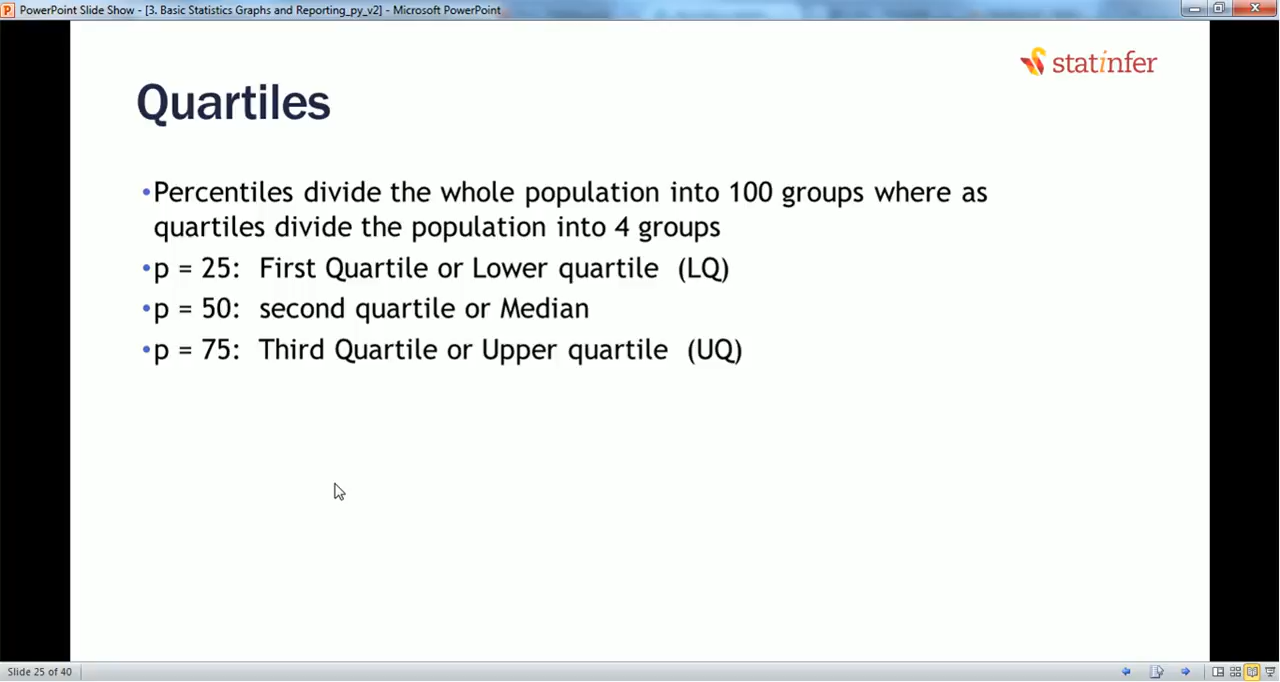 PowerPoint Slide Show - [3. Basic Statistics Graphs and Reporting_py_v2] - Microsoft PowerPoint
statinfer
Quartiles
•Percentiles divide the whole population into 100 groups where as
quartiles divide the population into 4 groups
•p = 25: First Quartile or Lower quartile (LQ)
•p = 50: second quartile or Median
•p = 75: Third Quartile or Upper quartile (UQ)
Slide 25 of 40